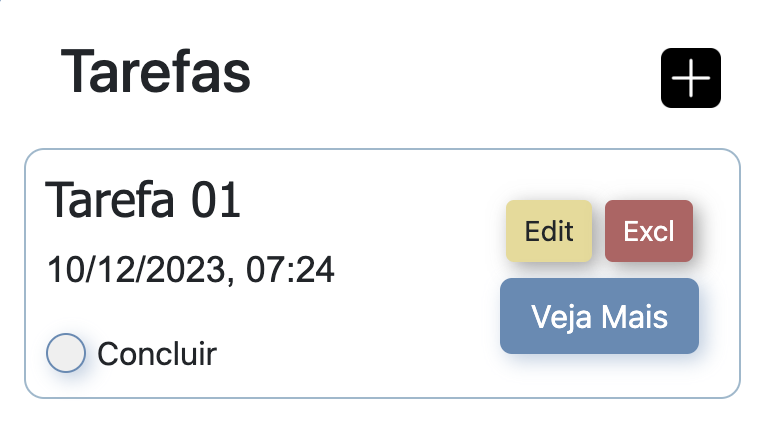 Tarefas
Tarefa 01
10/12/2023, 07:24
Concluir
Edit
Excl
Veja Mais